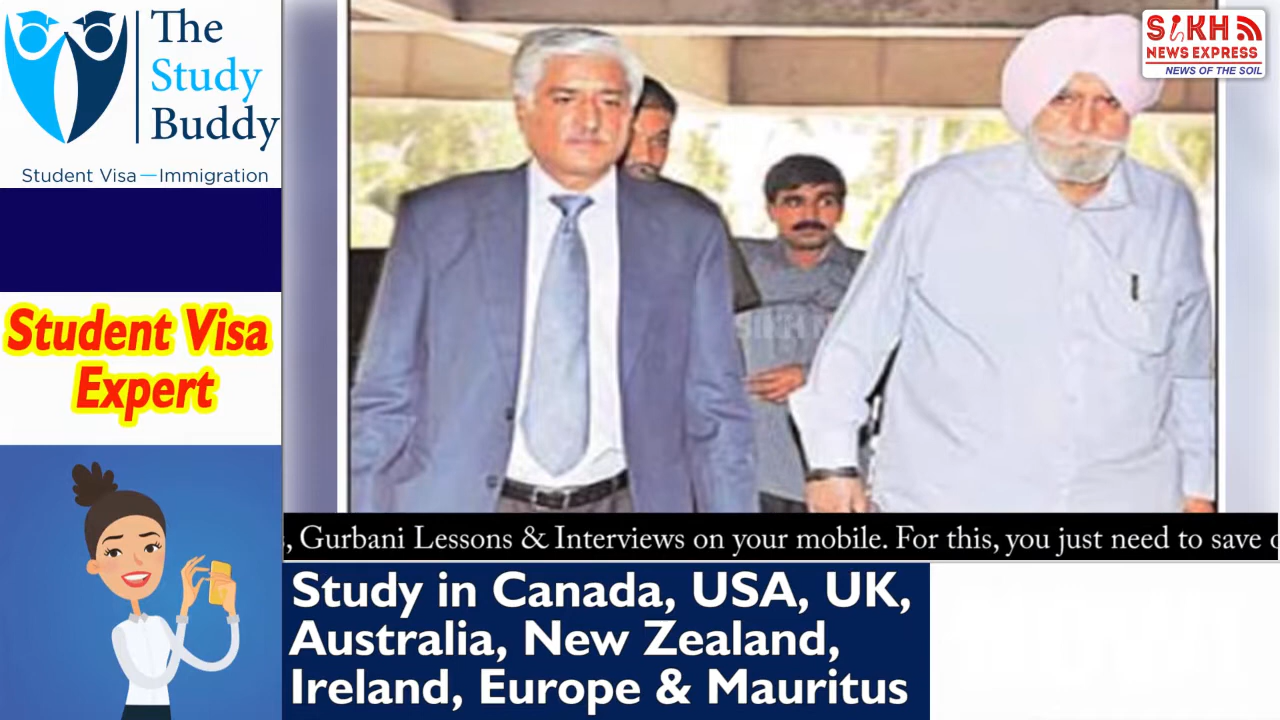 The
Study
Buddy
Student Visa—Immigration
Student Visa
Expert
SIKH
NEWS EXPRESS
NEWS OF THE SOIL
SIKH N
, Gurbani Lessons & Interviews on your mobile. For this, you just need to save
Study in Canada, USA, UK,
Australia, New Zealand,
Ireland, Europe & Mauritus